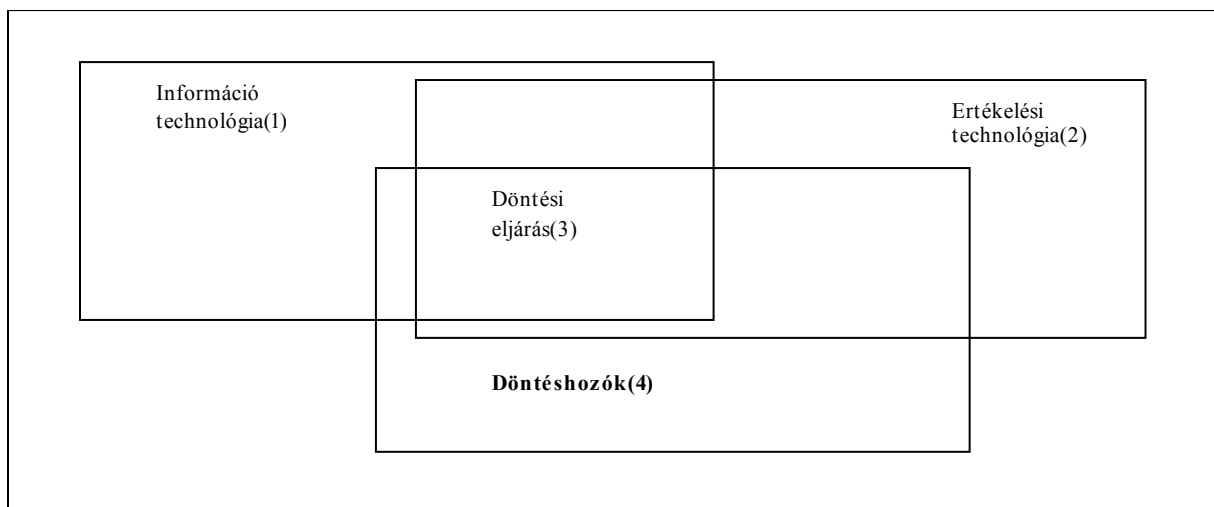 Információ
technológia(1)
Ertékelési
technológia(2)
Döntési
eljárás(3)
Döntéshozók(4)